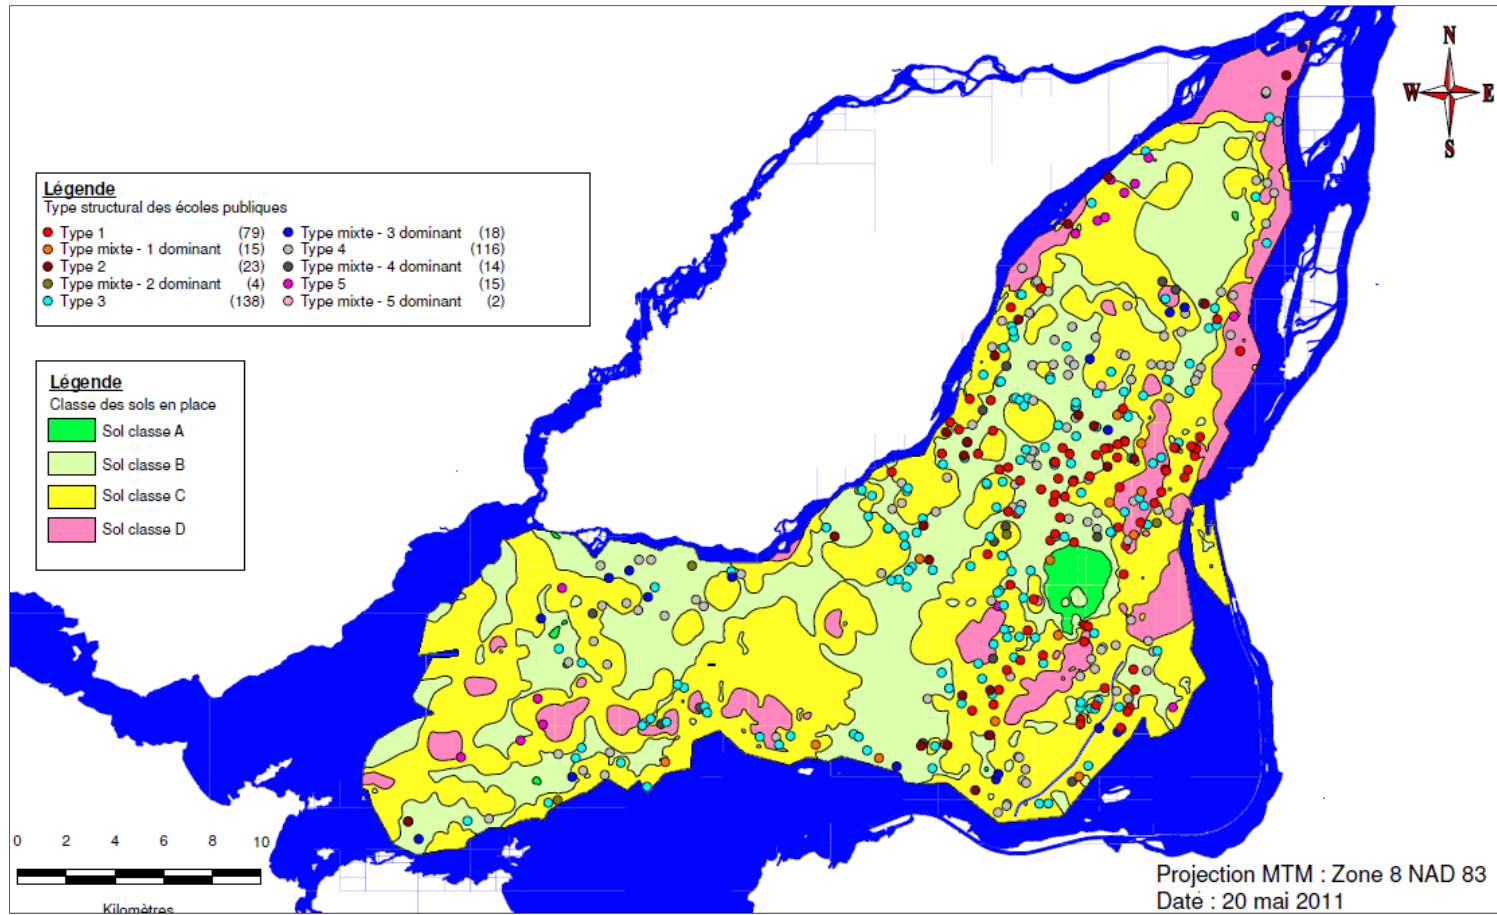 N
W E
S
Légende
Type structural des écoles publiques
Type 1 (79)
Type mixte - 1 dominant (15)
Type 2 (23)
Type mixte - 2 dominant (4)
Type 3 (138)
Type mixte - 3 dominant (18)
Type 4 (116)
Type mixte - 4 dominant (14)
Type 5 (15)
Type mixte - 5 dominant (2)
Légende
Classe des sols en place
Sol classe A
Sol classe B
Sol classe C
Sol classe D
0 2 4 6 8 10
Kilomètres
Projection MTM : Zone 8 NAD 83
Date : 20 mai 2011